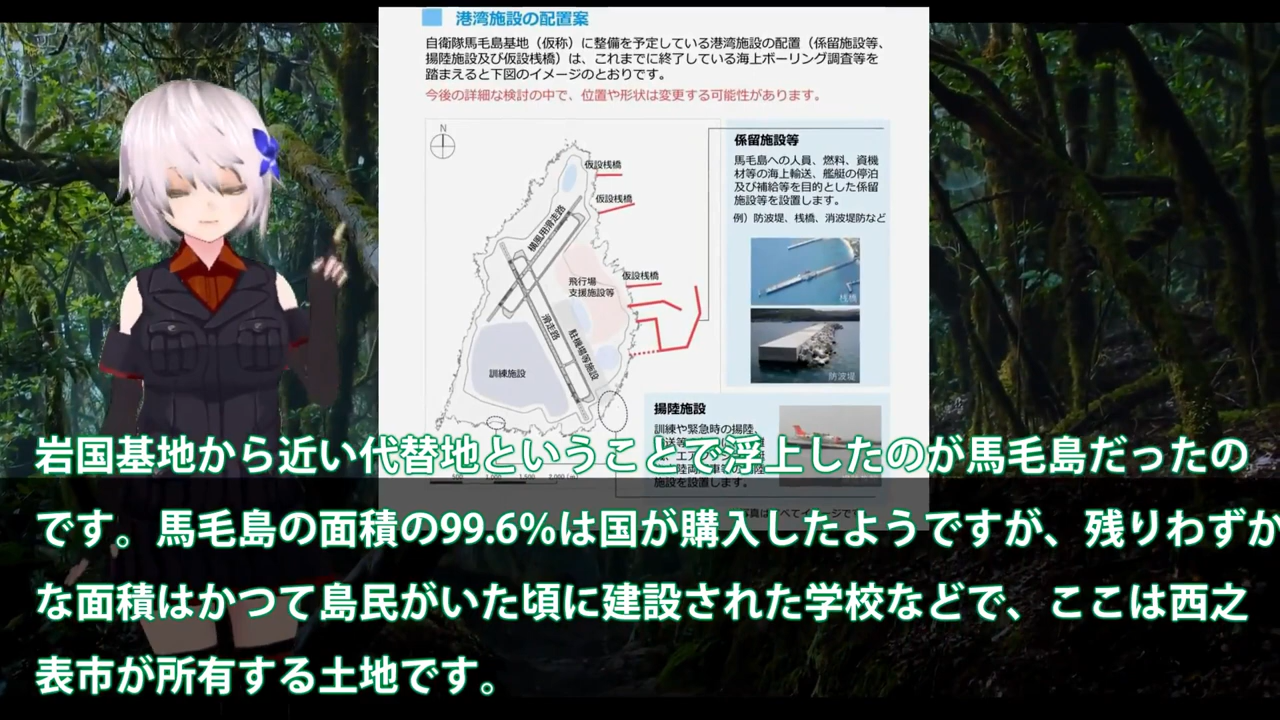 港湾施設の配置案
自衛隊馬毛島基地（仮称）に整備を予定している港湾施設の配置（係留施設等、
揚陸施設及び仮設桟橋）は、これまでに終了している海上ボーリング調査等を
踏まえると下図のイメージのとおりです。
今後の詳細な検討の中で、位置や形状は変更する可能性があります。
N
仮設桟橋
仮設桟橋
横風用滑走路
仮設桟橋
飛行場
支援施設等
滑走路
駐機場等施設
訓練施設
係留施設等
馬毛島への人員、燃料、資機
材等の海上輸送、艦艇の停泊
及び補給等を目的とした係留
施設等を設置します。
例）防波堤、桟橋、消波堤防など
桟橋
防波堤
揚陸施設
訓練や緊急時の揚陸、
施設を設置します。
500 1,000 1,500 2,000 (m)
岩国基地から近い代替地ということで浮上したのが馬毛島だったの
です。馬毛島の面積の99.6%は国が購入したようですが、残りわずか
な面積はかつて島民がいた頃に建設された学校などで、ここは西之
表市が所有する土地です。